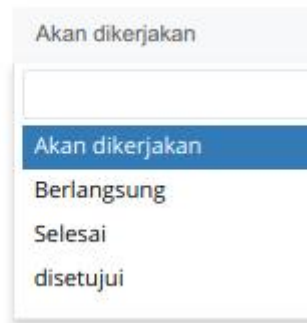 Akan dikerjakan
Akan dikerjakan
Berlangsung
Selesai
disetujui